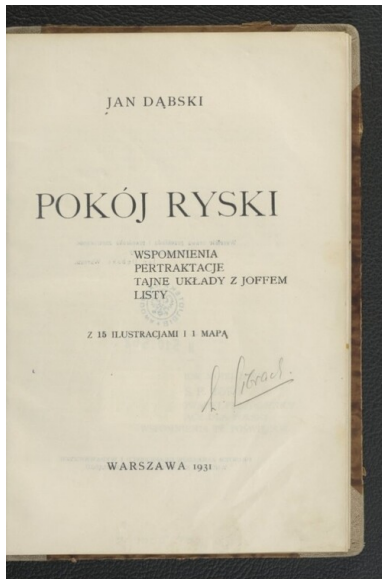 JAN DĄBSKI
POKÓJ RYSKI
WSPOMNIENIA
PERTRAKTACJE
TAJNE UKŁADY Z JOFFEM
LISTY
Z 15 ILUSTRACJAMI I 1 MAPĄ
WARSZAWA 1931